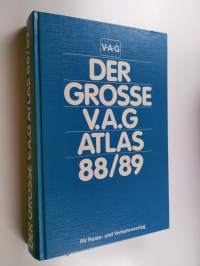 V·A·G
DER
GROSSE
V.A.G
ATLAS
88/89
RV Reise- und Verkehrsverlag
DER GROSSE V.A.G ATLAS 88/89